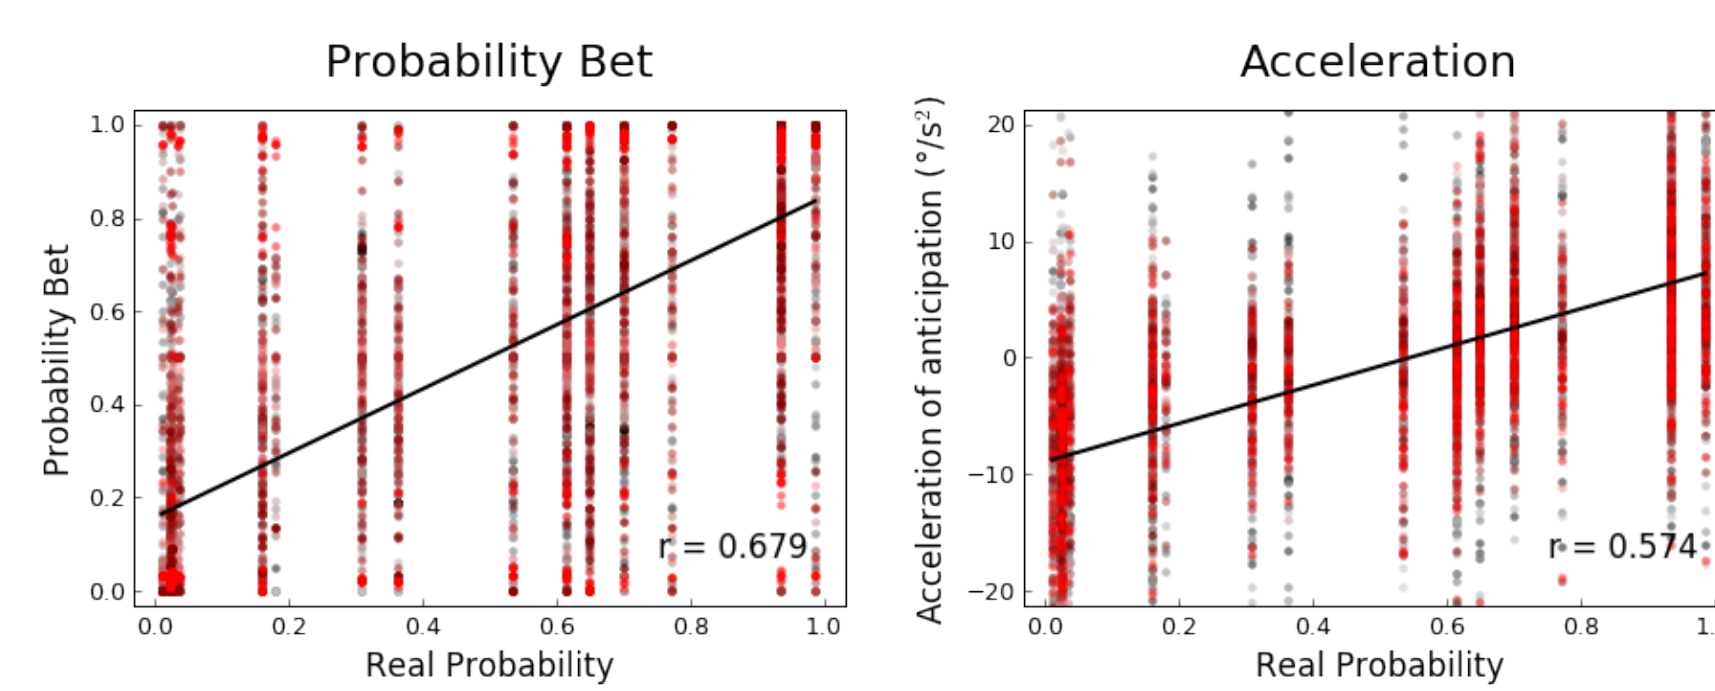 Probability Bet
Probability Bet
1.0
0.8
0.6
0.4
0.2
0.0
r = 0.679
0.0 0.2 0.4 0.6 0.8 1.0
Real Probability
Acceleration
Acceleration of anticipation (°/s²)
20
10
0
−10
−20
r = 0.574
0.0 0.2 0.4 0.6 0.8 1.
Real Probability